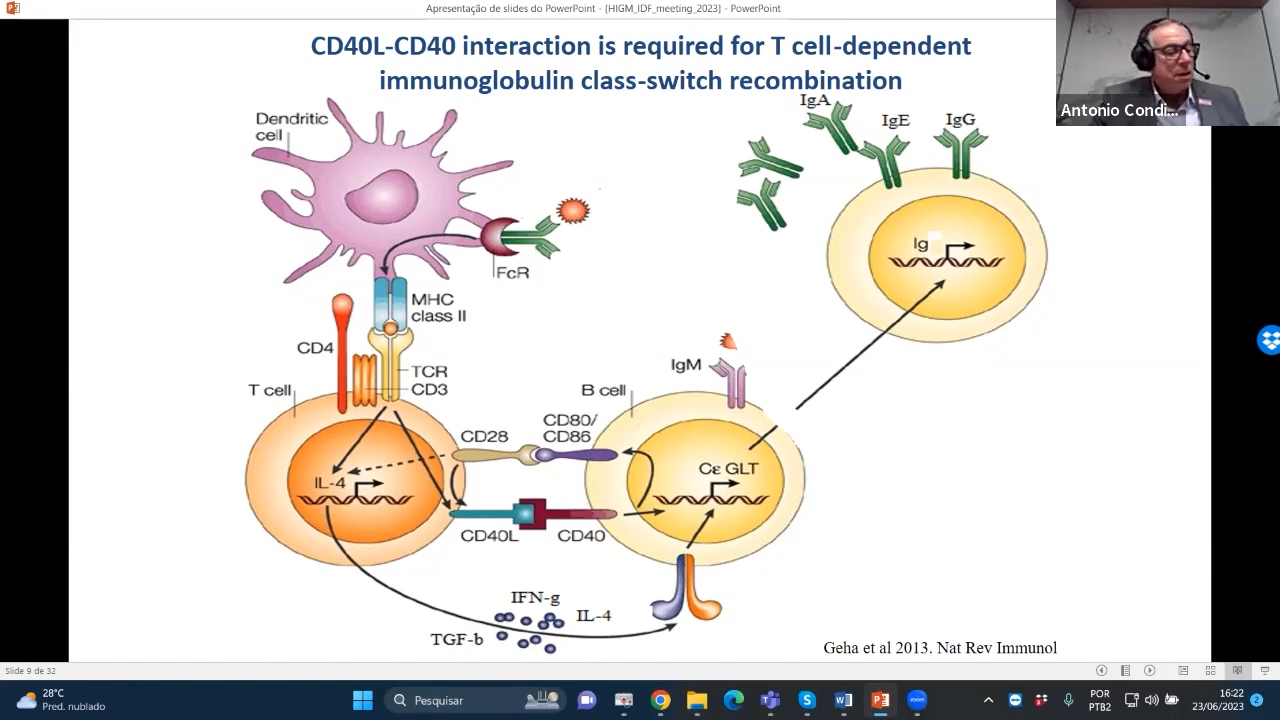 Apresentação de slides do PowerPoint - [HIGM_IDF_meeting_2023] - PowerPoint
CD40L-CD40 interaction is required for T cell-dependent
immunoglobulin class-switch recombination
Antonio Condi...
Dendritic
cell
IgA
IgE
IgG
FcR
Ig
MHC
class II
CD4
TCR
CD3
T cell
IgM
B cell
CD28
CD80/
CD86
IL-4
Cε GLT
CD40L
CD40
IFN-g
IL-4
TGF-b
Geha et al 2013. Nat Rev Immunol
Slide 9 de 32
28°C
Pred. nublado
Pesquisar
zoom
POR
PTB2
16:22
23/06/2023
2